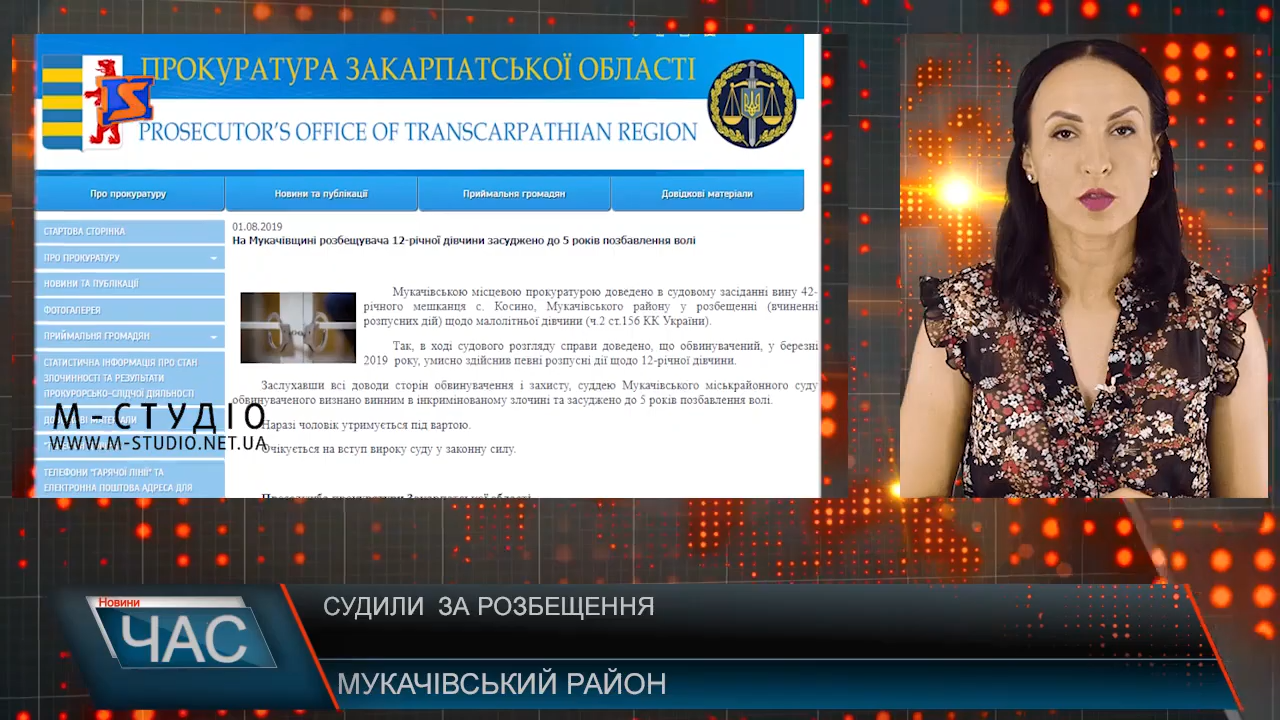 ПРОКУРАТУРА ЗАКАРПАТСЬКОЇ ОБЛАСТІ
PROSECUTOR'S OFFICE OF TRANSCARPATHIAN REGION
Про прокуратуру
Новини та публікації
Приймальня громадян
Довідкові матеріали
СТАРТОВА СТОРІНКА
ПРО ПРОКУРАТУРУ
НОВИНИ ТА ПУБЛІКАЦІЇ
ФОТОГАЛЕРЕЯ
ПРИЙМАЛЬНЯ ГРОМАДЯН
СТАТИСТИЧНА ІНФОРМАЦІЯ ПРО СТАН
ЗЛОЧИННОСТІ ТА РЕЗУЛЬТАТИ
ПРОКУРОРСЬКО-СЛІДЧОЇ ДІЯЛЬНОСТІ
МАТЕРІАЛИ
ТЕЛЕФОНИ "ГАРЯЧОЇ ЛІНІЇ" ТА
ЕЛЕКТРОННА ПОШТОВА АДРЕСА ДЛЯ
01.08.2019
На Мукачівщині розбещувача 12-річної дівчини засуджено до 5 років позбавлення волі
Мукачівською місцевою прокуратурою доведено в судовому засіданні вину 42-
річного мешканця с. Косино, Мукачівського району у розбещенні (вчиненні
розпусних дій) щодо малолітньої дівчини (ч.2 ст.156 КК України).
Так, в ході судового розгляду справи доведено, що обвинувачений, у березні
2019 року, умисно здійснив певні розпусні дії щодо 12-річної дівчини.
Заслухавши всі доводи сторін обвинувачення і захисту, суддею Мукачівського міськрайонного суду
обвинуваченого визнано винним в інкримінованому злочині та засуджено до 5 років позбавлення волі.
Наразі чоловік утримується під вартою.
Очікується на вступ вироку суду у законну силу.
М-СТУДІО
WWW.M-STUDIO.NET.UA
Новини
ЧАС
СУДИЛИ ЗА РОЗБЕЩЕННЯ
МУКАЧІВСЬКИЙ РАЙОН